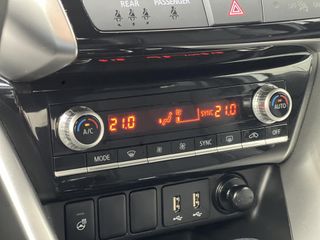 REAR PASSENGER
21.0 SYNC 21.0
A/C AUTO
MODE SYNC OFF